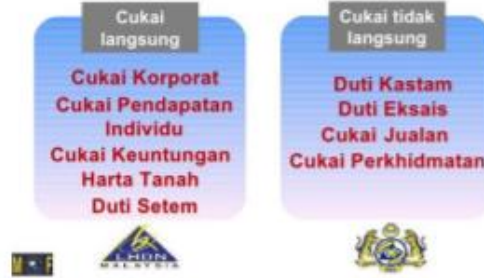 Cukai
langsung
Cukai Korporat
Cukai Pendapatan
Individu
Cukai Keuntungan
Harta Tanah
Duti Setem
LHDN
MALAYSIA
Cukai tidak
langsung
Duti Kastam
Duti Eksais
Cukai Jualan
Cukai Perkhidmatan